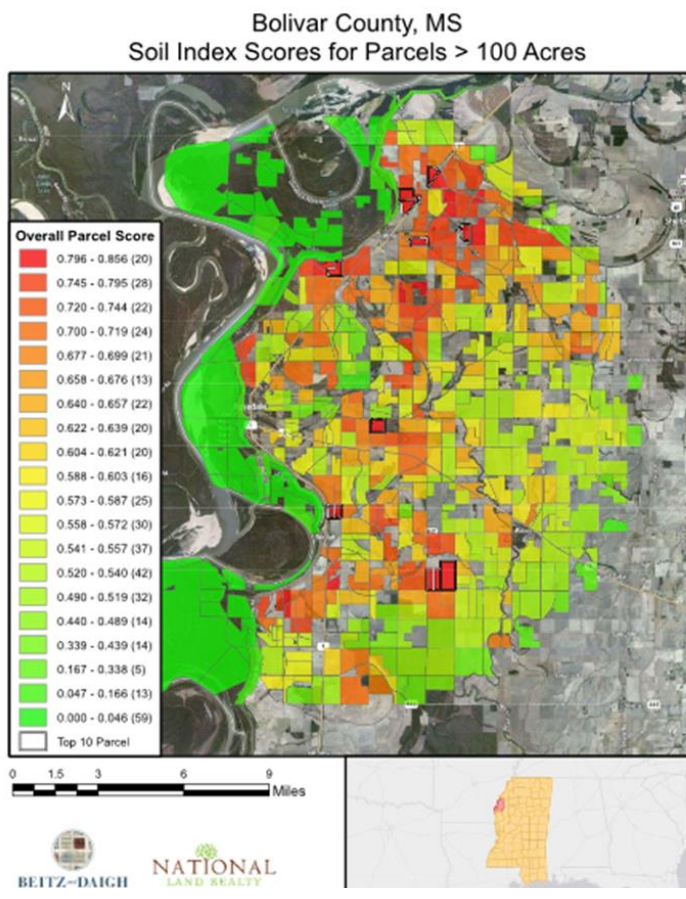 Bolivar County, MS
Soil Index Scores for Parcels > 100 Acres
N
Overall Parcel Score
0.796 - 0.856 (20)
0.745 - 0.795 (28)
0.720 - 0.744 (22)
0.700 - 0.719 (24)
0.677 - 0.699 (21)
0.658 - 0.676 (13)
0.640 - 0.657 (22)
0.622 - 0.639 (20)
0.604 - 0.621 (20)
0.588 - 0.603 (16)
0.573 - 0.587 (25)
0.558 - 0.572 (30)
0.541 - 0.557 (37)
0.520 - 0.540 (42)
0.490 - 0.519 (32)
0.440 - 0.489 (14)
0.339 - 0.439 (14)
0.167 - 0.338 (5)
0.047 - 0.166 (13)
0.000 - 0.046 (59)
Top 10 Parcel
0 1.5 3 6 9
Miles
BEITZ AND DAIGH
NATIONAL
LAND REALTY